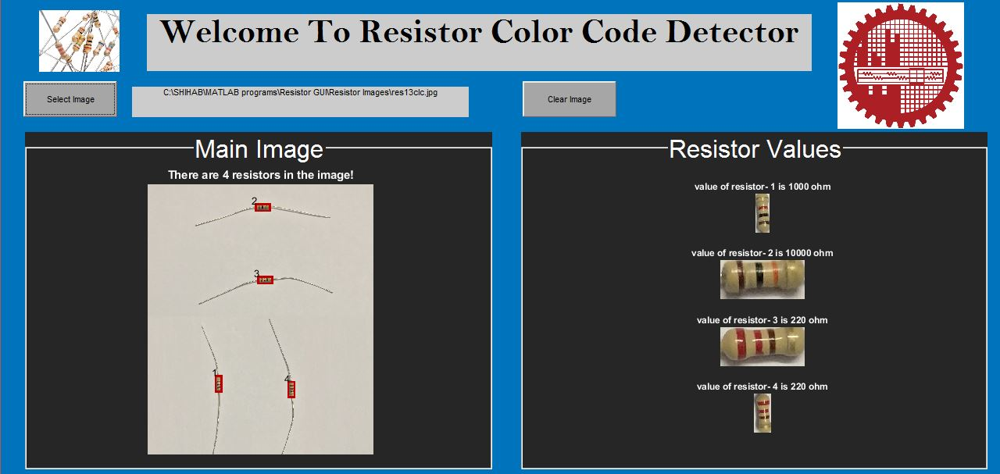 Welcome To Resistor Color Code Detector
Select Image
C:\SHIHAB\MATLAB programs\Resistor GUI\Resistor Images\res13clc.jpg
Clear Image
Main Image
There are 4 resistors in the image!
2
3
1
4
Resistor Values
value of resistor- 1 is 1000 ohm
value of resistor- 2 is 10000 ohm
value of resistor- 3 is 220 ohm
value of resistor- 4 is 220 ohm